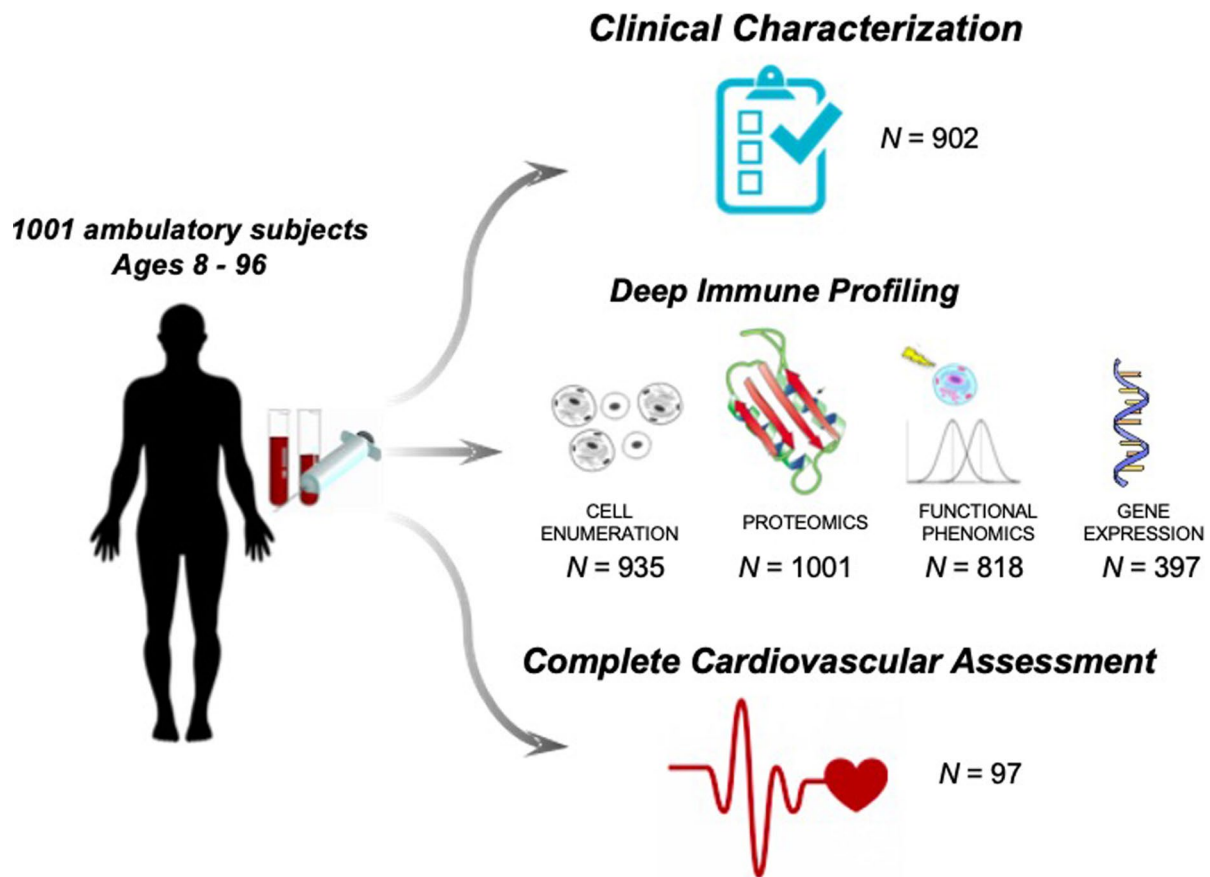 Clinical Characterization
N = 902
1001 ambulatory subjects
Ages 8 - 96
Deep Immune Profiling
CELL
ENUMERATION
N = 935
PROTEOMICS
N = 1001
FUNCTIONAL
PHENOMICS
N = 818
GENE
EXPRESSION
N = 397
Complete Cardiovascular Assessment
N = 97